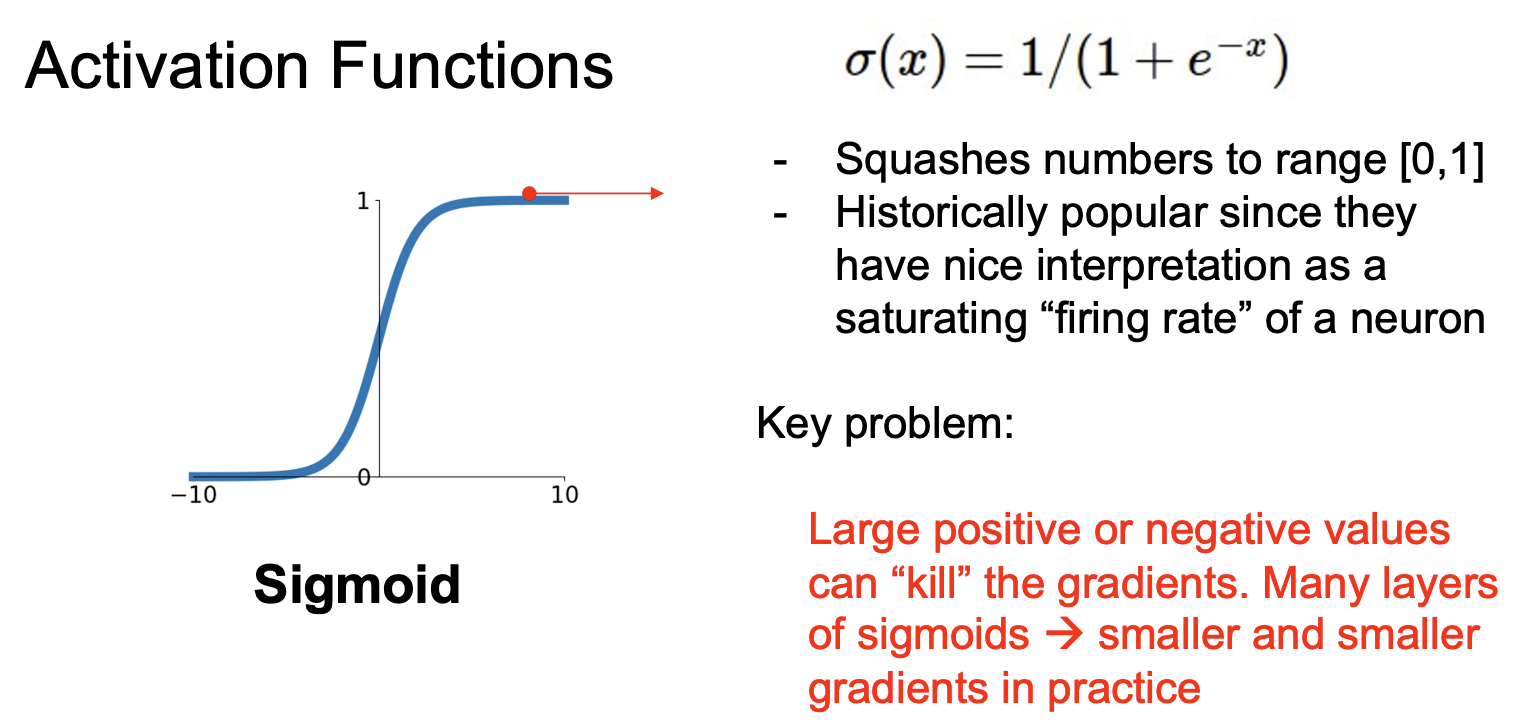 Activation Functions
σ(x) = 1/(1 + e⁻ˣ)
- Squashes numbers to range [0,1]
- Historically popular since they
have nice interpretation as a
saturating “firing rate” of a neuron
Key problem:
Large positive or negative values
can “kill” the gradients. Many layers
of sigmoids → smaller and smaller
gradients in practice
1
0
−10
10
Sigmoid